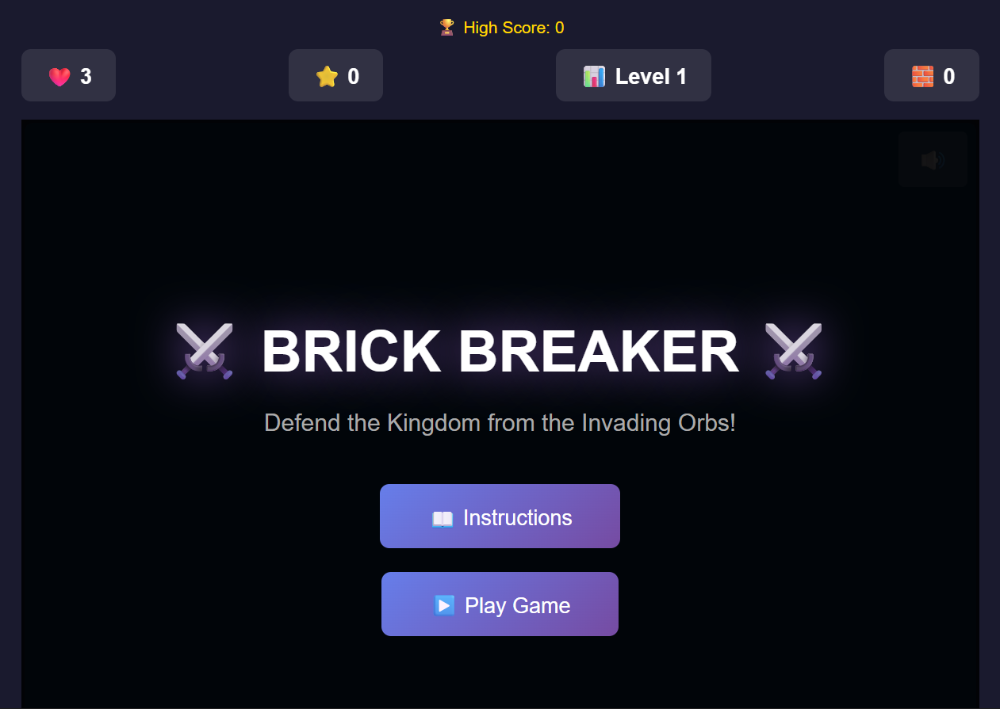 🏆 High Score: 0
❤️ 3
⭐ 0
📊 Level 1
🧱 0
⚔️ BRICK BREAKER ⚔️
Defend the Kingdom from the Invading Orbs!
📖 Instructions
▶️ Play Game